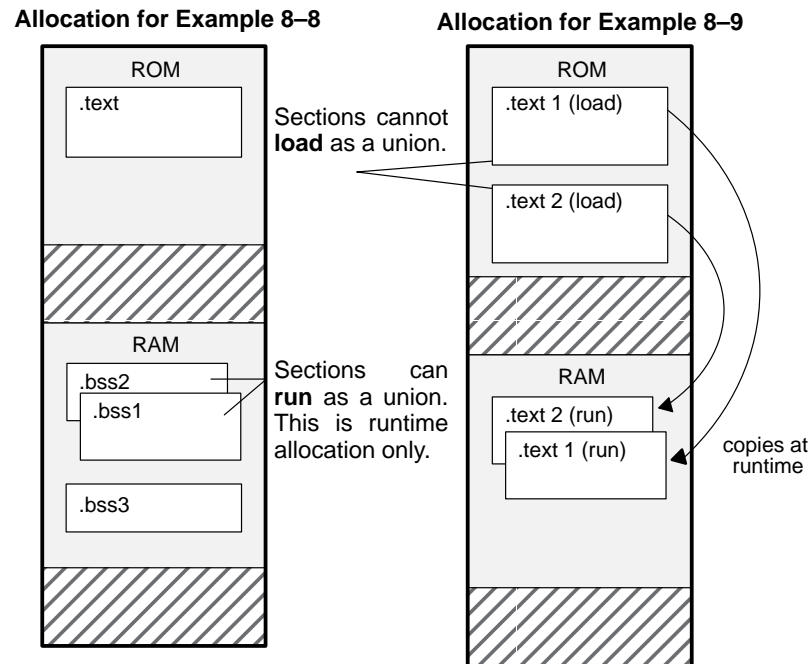 Allocation for Example 8–8
ROM
.text
RAM
.bss2
.bss1
.bss3
Sections cannot
load as a union.
Sections can
run as a union.
This is runtime
allocation only.
Allocation for Example 8–9
ROM
.text 1 (load)
.text 2 (load)
RAM
.text 2 (run)
.text 1 (run)
copies at
runtime